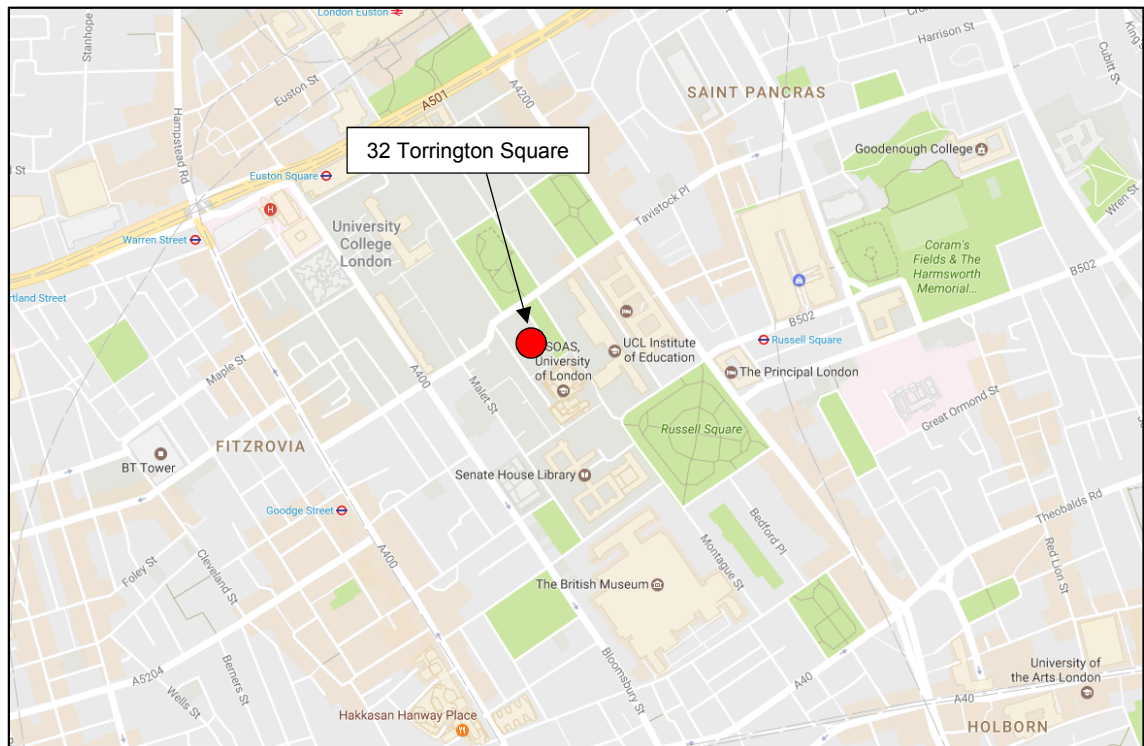 London Euston
Stanhope
Harrison St
Cro
King's
Cubitt St
Euston St
A501
A4200
SAINT PANCRAS
Hampstead Rd
32 Torrington Square
Goodenough College
d St
Euston Square
Tavistock Pl
Wren St
University
College
London
Warren Street
Coram's
Fields & The
Harmsworth
Memorial...
B502
rtland Street
B502
SOAS,
University
of London
UCL Institute
of Education
Russell Square
Maple St
A400
Malet St
The Principal London
Great Ormond St
Russell Square
FITZROVIA
BT Tower
Senate House Library
Goodge Street
Theobalds Rd
Bedford Pl
A400
Montague St
Red Lion St
Foley St
Cleveland St
The British Museum
Bloomsbury St
University of
the Arts London
A5204
Berners St
Wells St
A40
A40
Hakkasan Hanway Place
HOLBORN